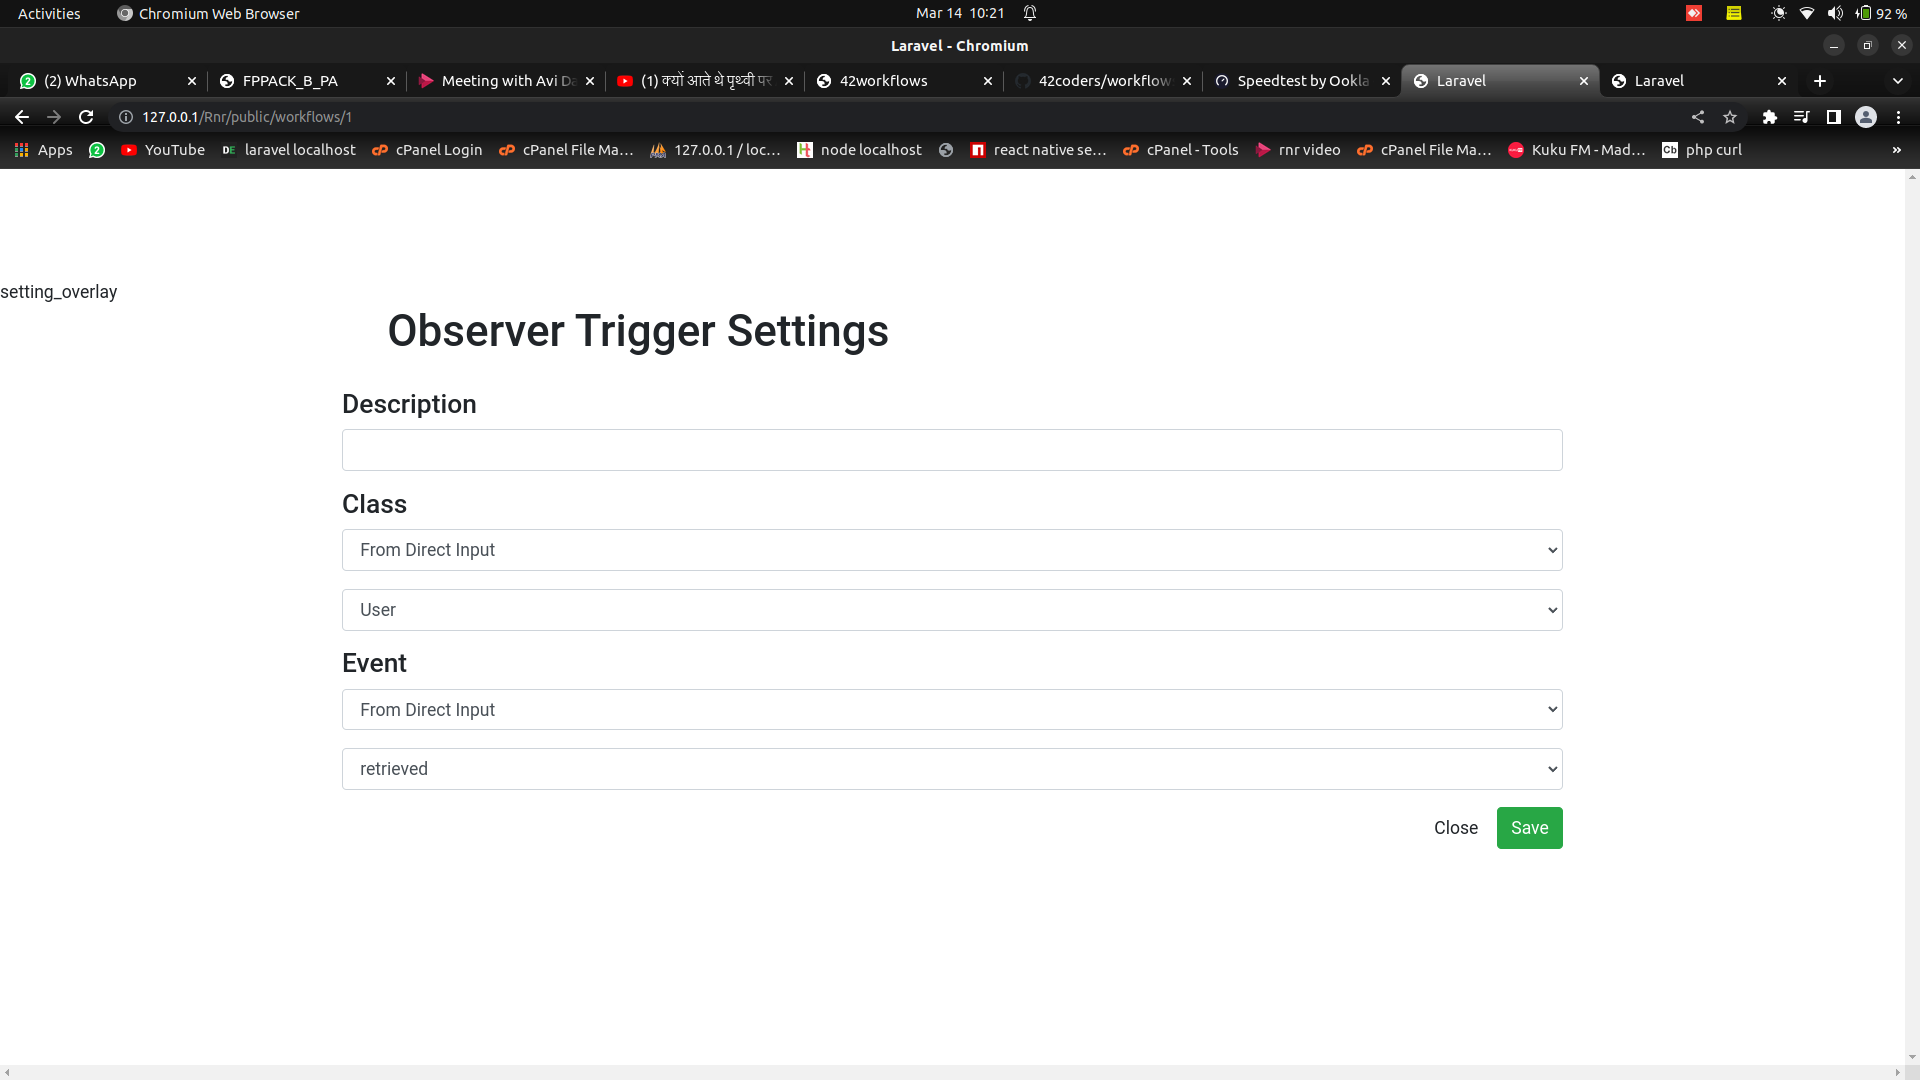 Activities Chromium Web Browser Mar 14 10:21 92 %
Laravel - Chromium
(2) WhatsApp FPPACK_B_PA Meeting with Avi Da (1) क्यों आते थे पृथ्वी पर 42workflows 42coders/workflow Speedtest by Ookla Laravel Laravel
127.0.0.1/Rnr/public/workflows/1
Apps 2 YouTube DE laravel localhost cPanel Login cPanel File Ma... 127.0.0.1 / loc... node localhost react native se... cPanel - Tools rnr video cPanel File Ma... Kuku FM - Mad... Cb php curl »
setting_overlay
Observer Trigger Settings
Description
Class
From Direct Input
User
Event
From Direct Input
retrieved
Close Save